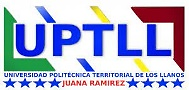 UPTLL
UNIVERSIDAD POLITECNICA TERRITORIAL DE LOS LLANOS
JUANA RAMIREZ